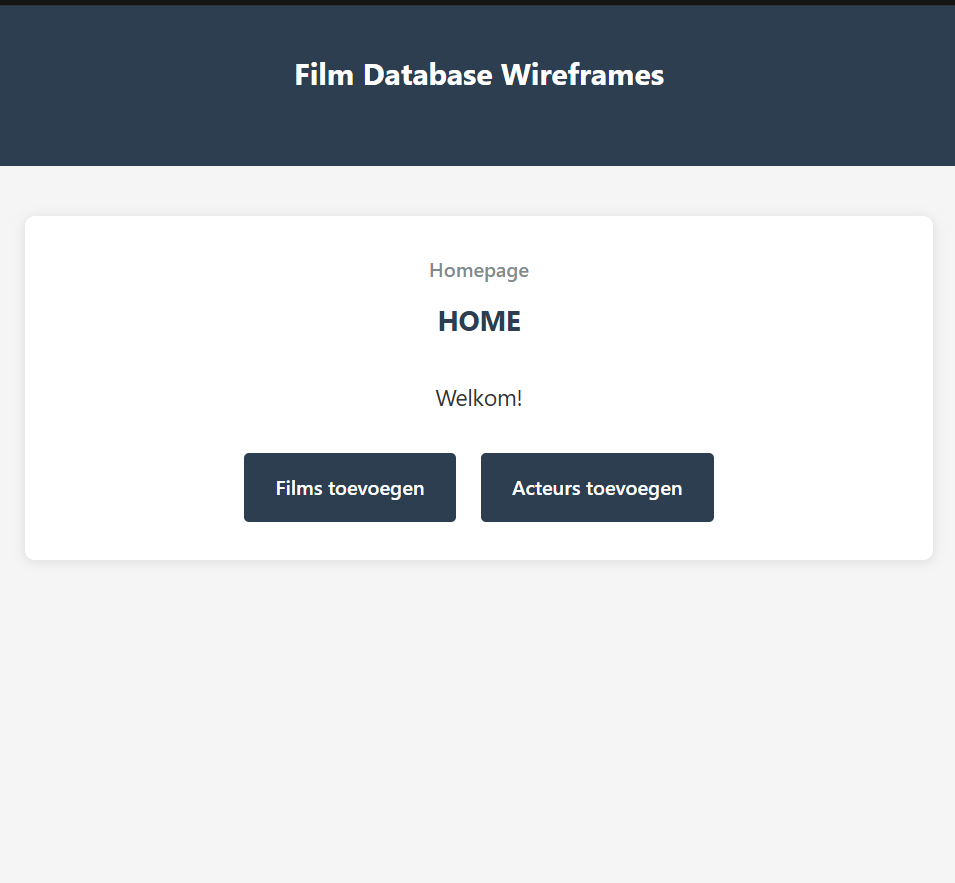 Film Database Wireframes
Homepage
HOME
Welkom!
Films toevoegen
Acteurs toevoegen